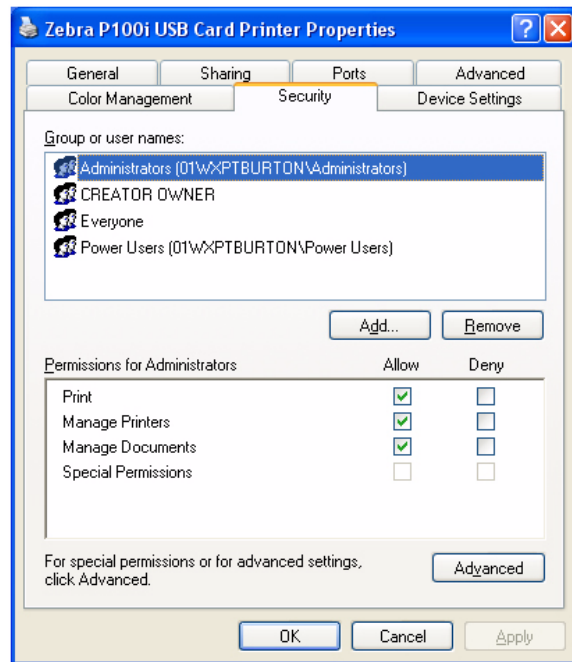 Zebra P100i USB Card Printer Properties
General Sharing Ports Advanced
Color Management Security Device Settings
Group or user names:
Administrators (01WXPTBURTON\Administrators)
CREATOR OWNER
Everyone
Power Users (01WXPTBURTON\Power Users)
Add... Remove
Permissions for Administrators Allow Deny
Print
Manage Printers
Manage Documents
Special Permissions
For special permissions or for advanced settings,
click Advanced.
Advanced
OK Cancel Apply